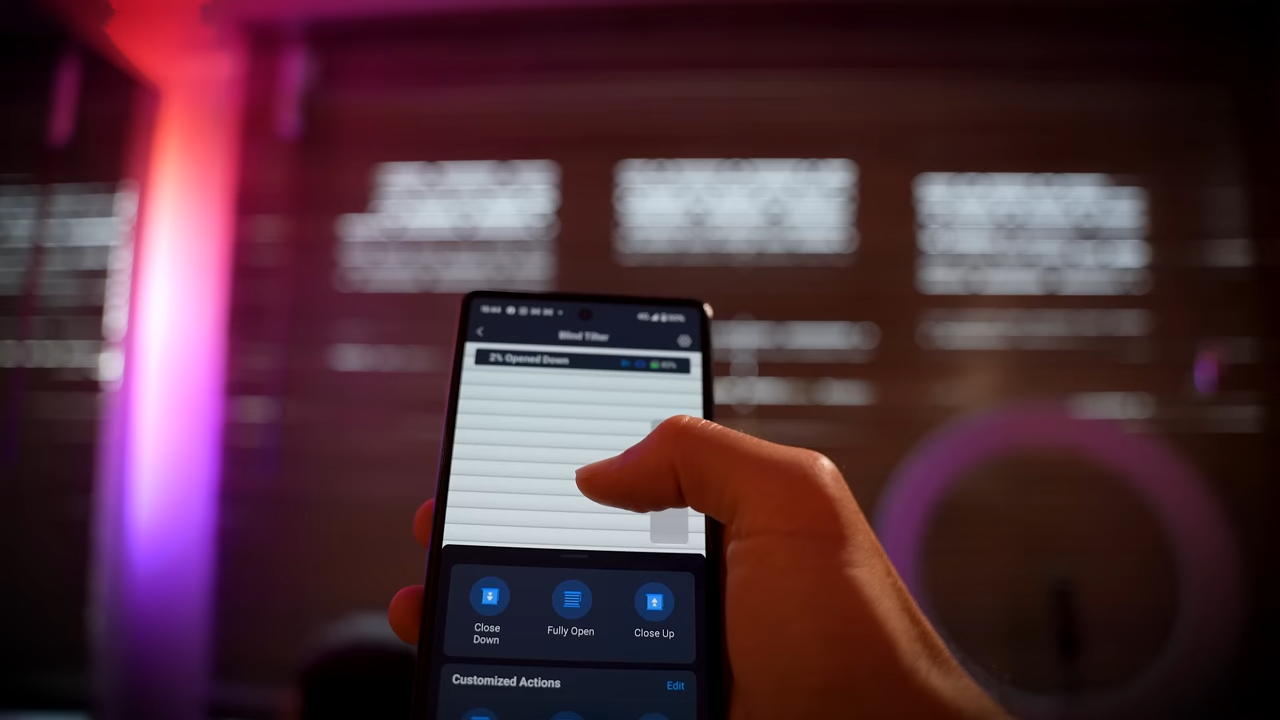 Blind Tilter
2% Opened Down
Close
Down
Fully Open
Close Up
Customized Actions
Edit